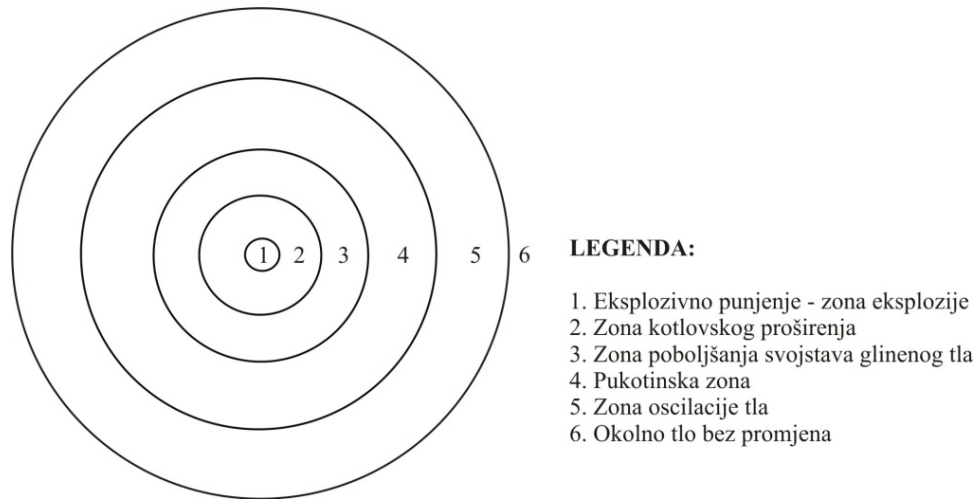 1 2 3 4 5 6
LEGENDA:
1. Eksplozivno punjenje - zona eksplozije
2. Zona kotlovskog proširenja
3. Zona poboljšanja svojstava glinenog tla
4. Pukotinska zona
5. Zona oscilacije tla
6. Okolno tlo bez promjena